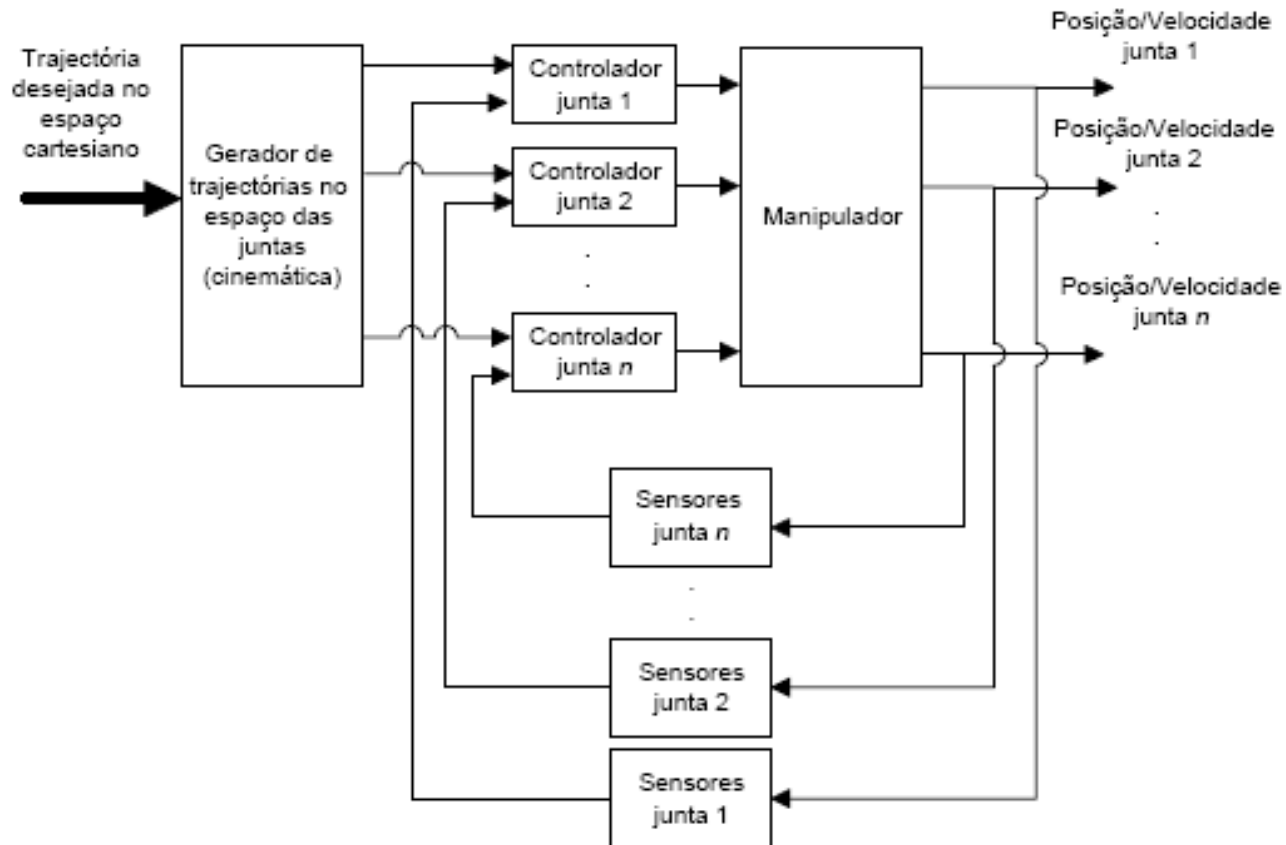 Trajectória
desejada no
espaço
cartesiano
Gerador de
trajectórias no
espaço das
juntas
(cinemática)
Controlador
junta 1
Controlador
junta 2
.
.
Controlador
junta n
Manipulador
Posição/Velocidade
junta 1
Posição/Velocidade
junta 2
.
.
Posição/Velocidade
junta n
Sensores
junta n
.
.
Sensores
junta 2
Sensores
junta 1